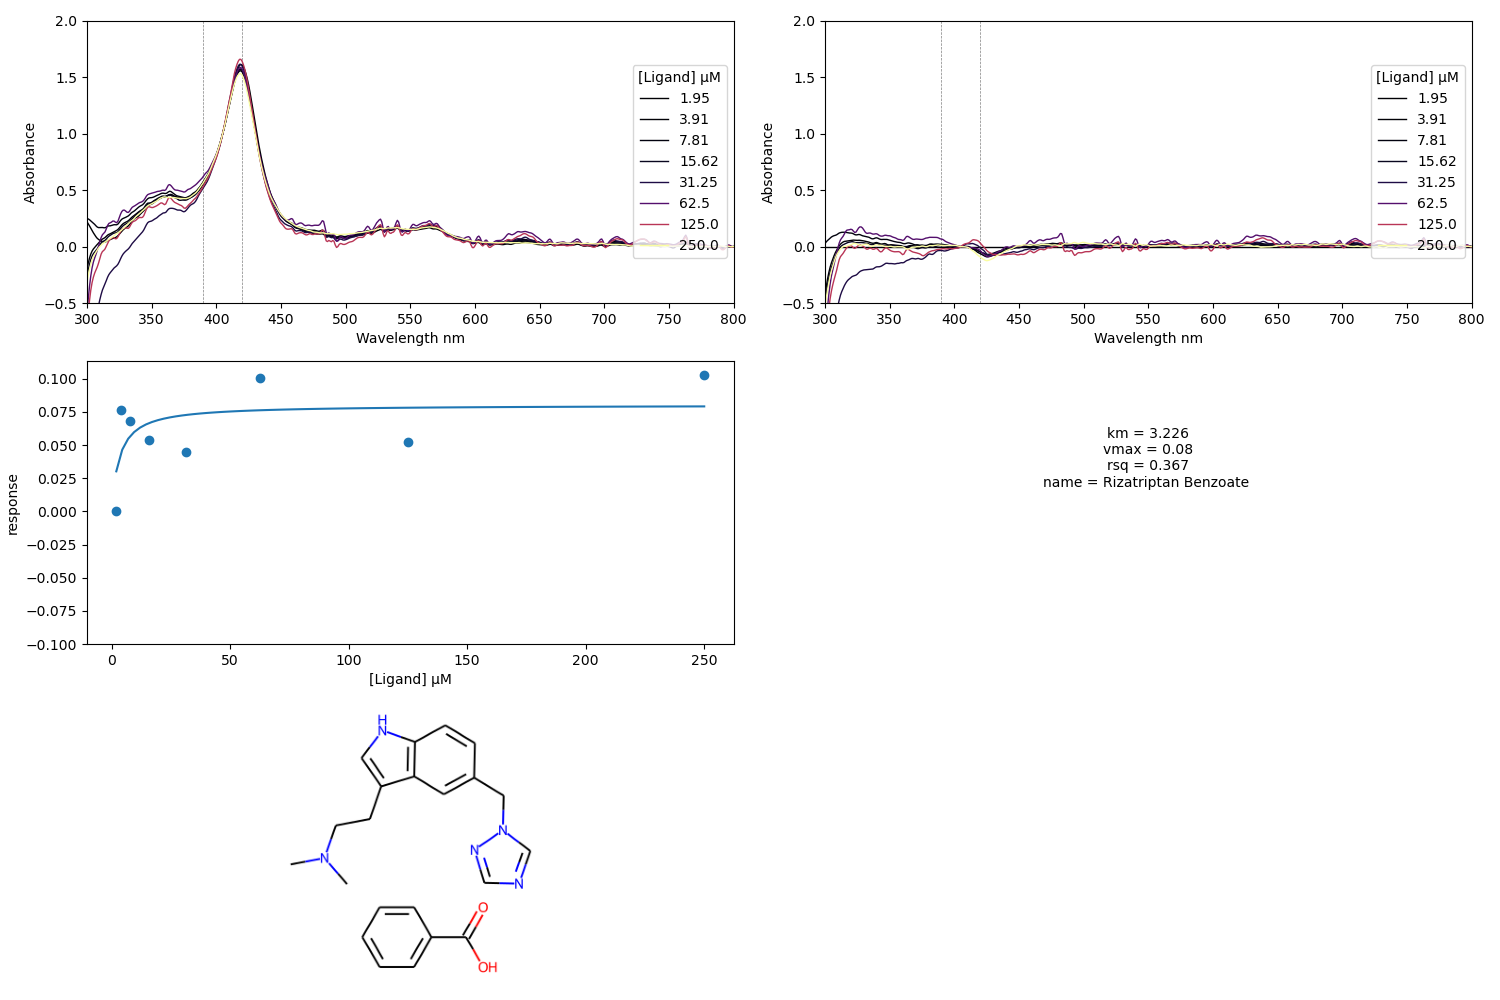 2.0
1.5
1.0
0.5
0.0
−0.5
Absorbance
300 350 400 450 500 550 600 650 700 750 800
Wavelength nm
[Ligand] µM
1.95
3.91
7.81
15.62
31.25
62.5
125.0
250.0
2.0
1.5
1.0
0.5
0.0
−0.5
Absorbance
300 350 400 450 500 550 600 650 700 750 800
Wavelength nm
[Ligand] µM
1.95
3.91
7.81
15.62
31.25
62.5
125.0
250.0
0.100
0.075
0.050
0.025
0.000
−0.025
−0.050
−0.075
−0.100
response
0 50 100 150 200 250
[Ligand] µM
km = 3.226
vmax = 0.08
rsq = 0.367
name = Rizatriptan Benzoate
H
N
N
N
N
N
O
OH